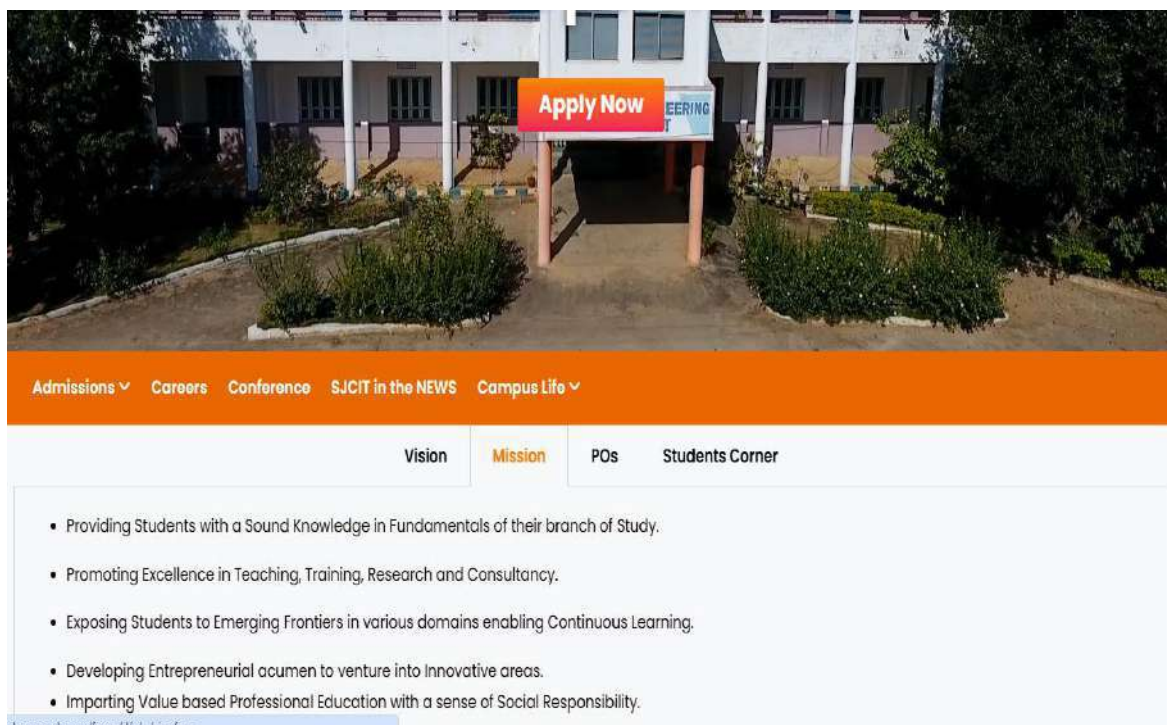 Apply Now
EERING
Admissions Careers Conference SJCIT in the NEWS Campus Life
Vision Mission POs Students Corner
• Providing Students with a Sound Knowledge in Fundamentals of their branch of Study.
• Promoting Excellence in Teaching, Training, Research and Consultancy.
• Exposing Students to Emerging Frontiers in various domains enabling Continuous Learning.
• Developing Entrepreneurial acumen to venture into Innovative areas.
• Imparting Value based Professional Education with a sense of Social Responsibility.